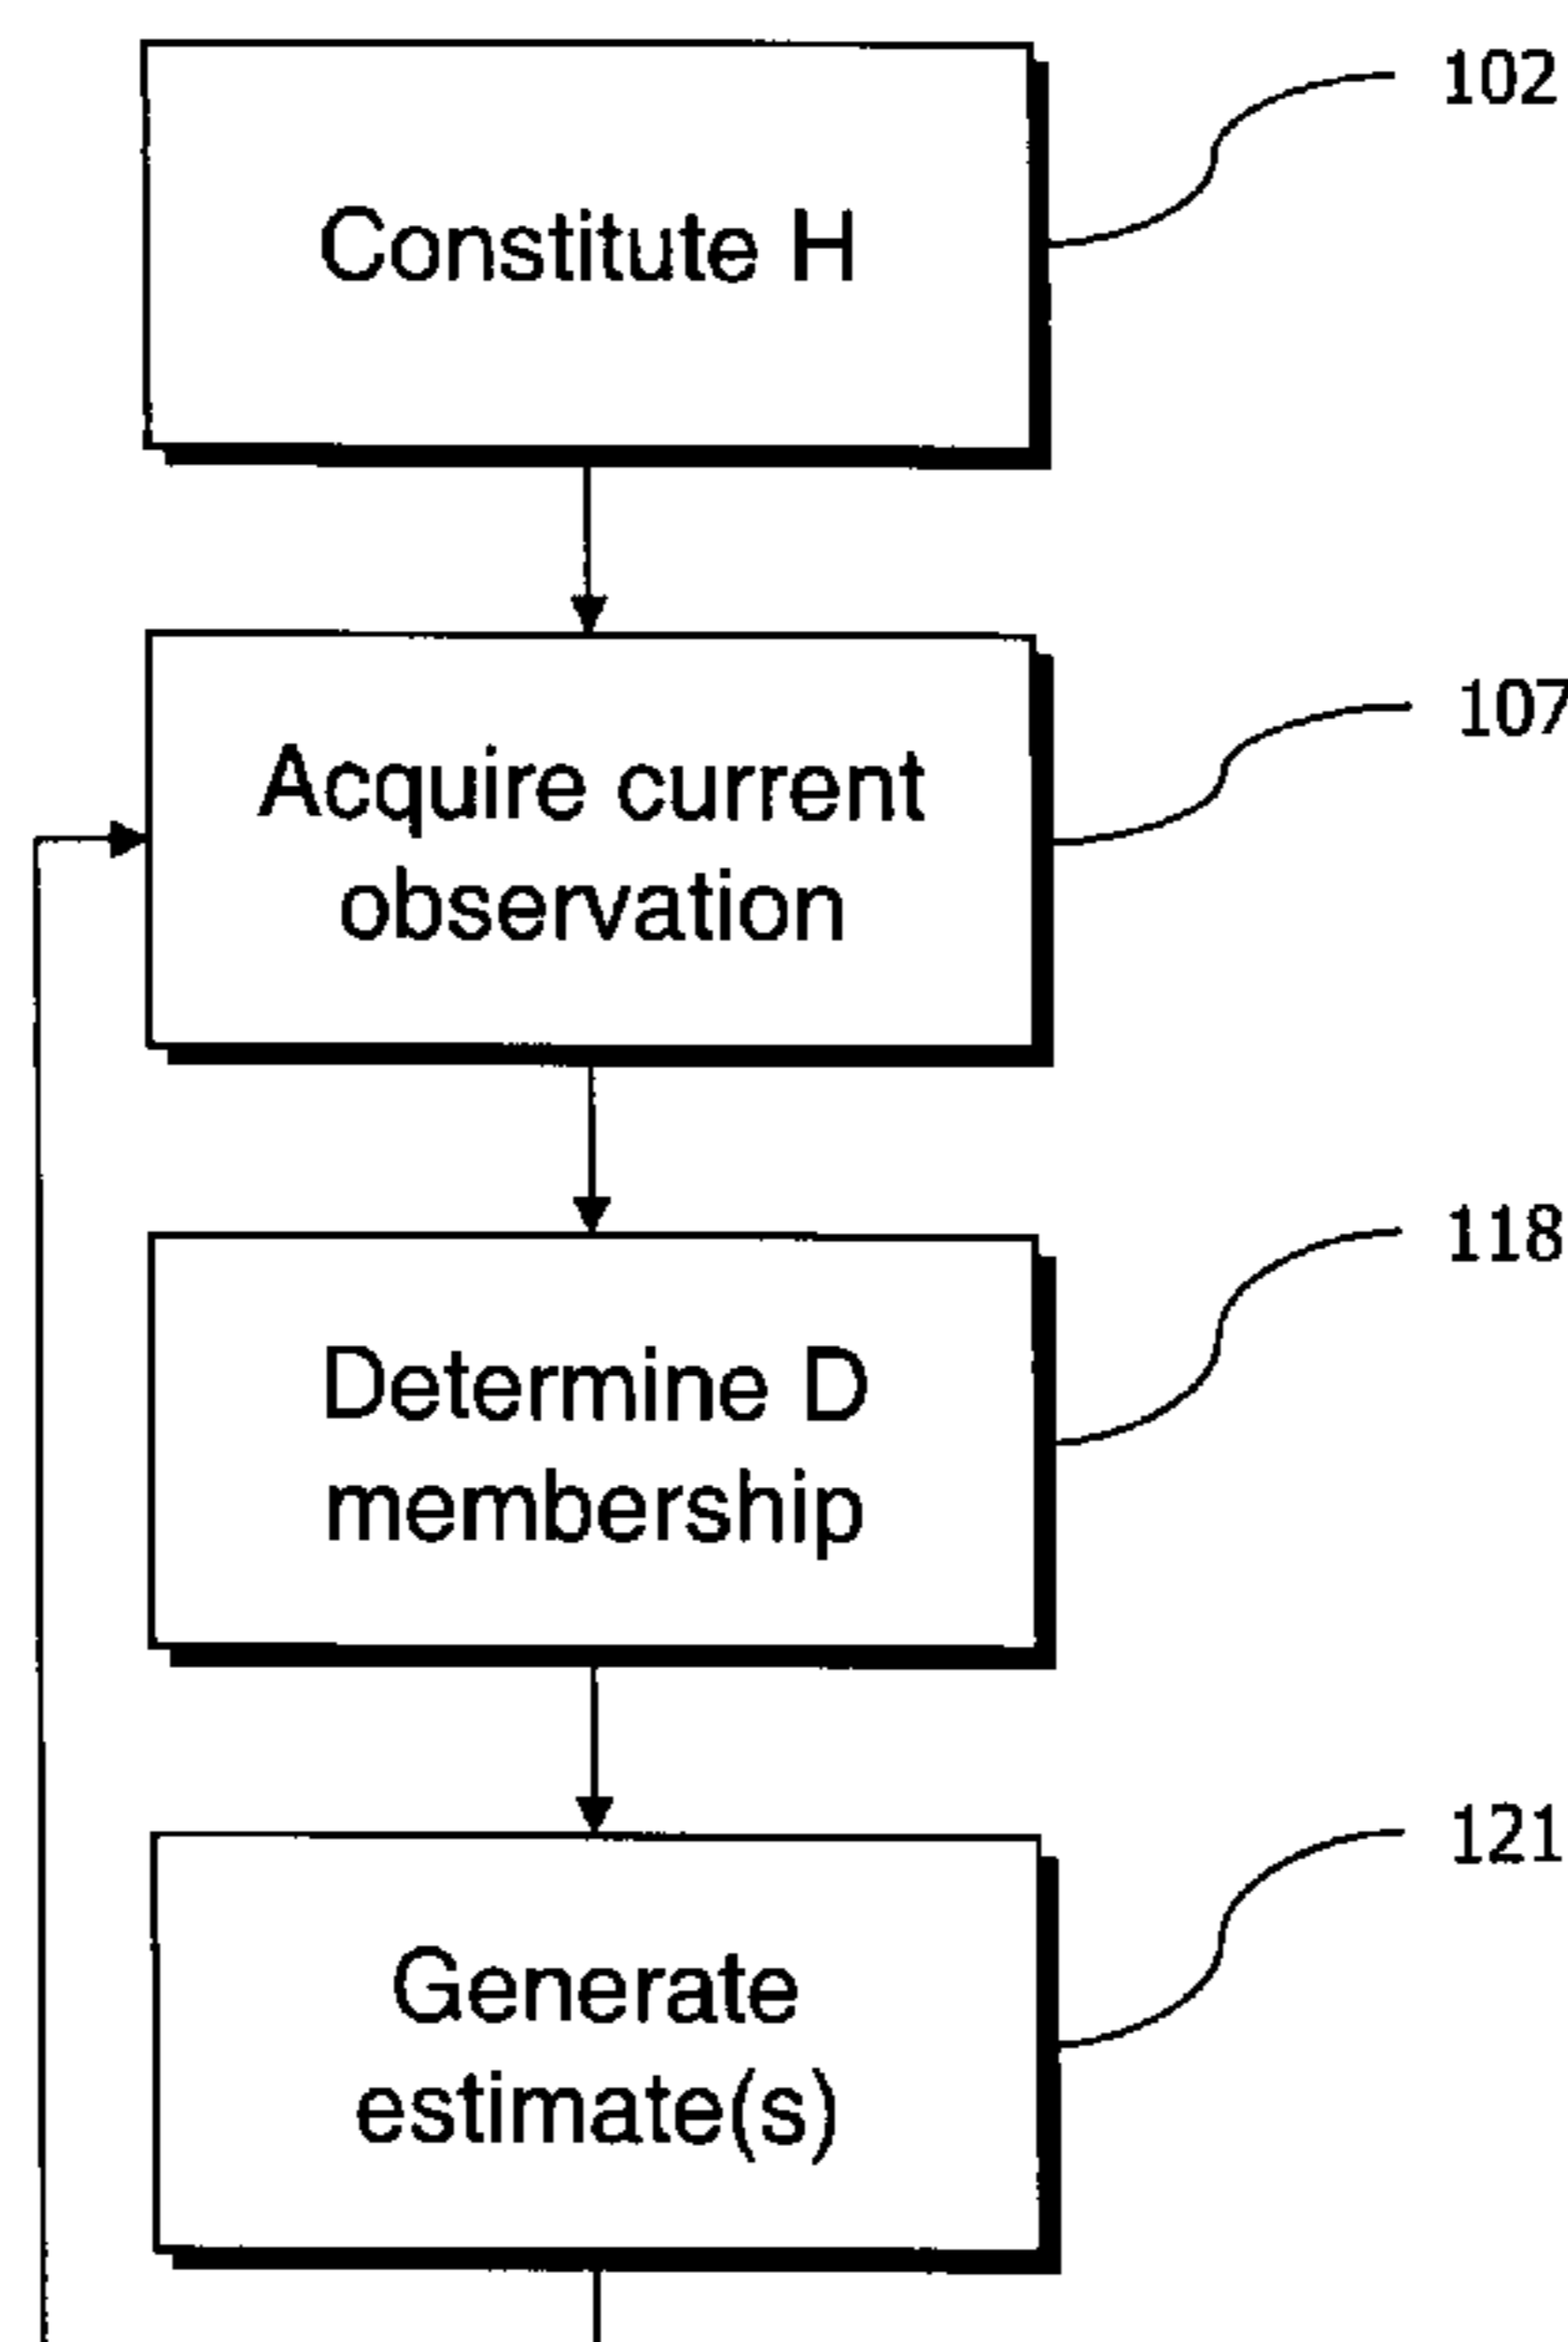 102
Constitute H
107
Acquire current
observation
118
Determine D
membership
121
Generate
estimate(s)